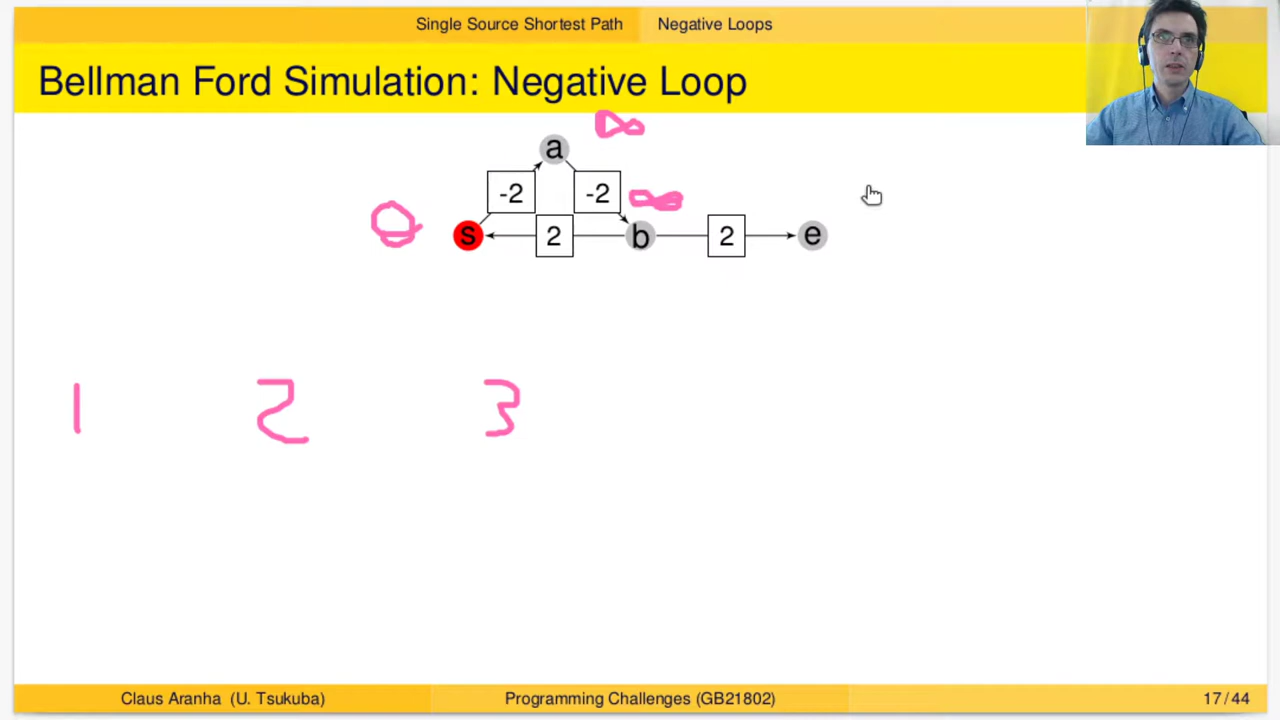 Single Source Shortest Path Negative Loops
Bellman Ford Simulation: Negative Loop
∞
a
-2 -2 ∞
0 s 2 b 2 e
1 2 3
Claus Aranha (U. Tsukuba) Programming Challenges (GB21802) 17 / 44